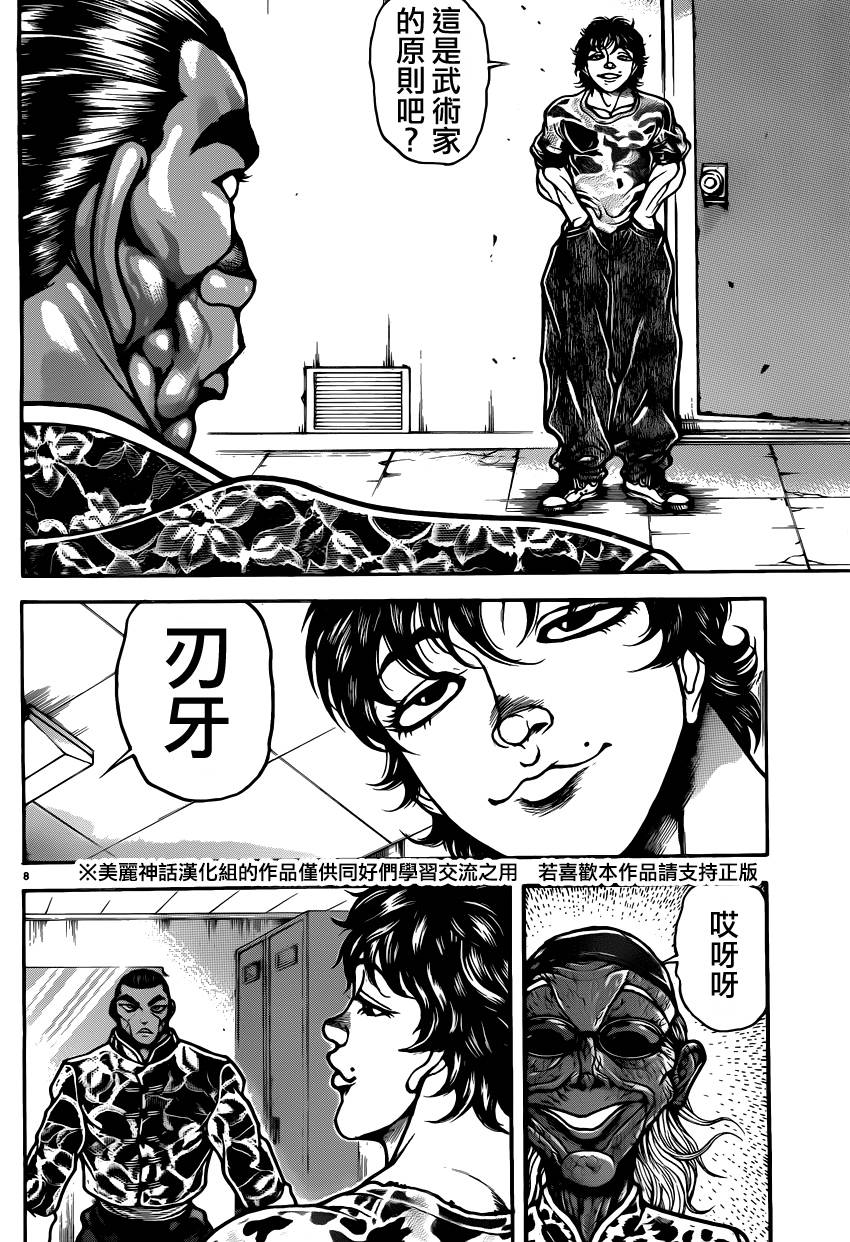 這是武術家
的原則吧？
刃牙
8
※美麗神話漢化組的作品僅供同好們學習交流之用　若喜歡本作品請支持正版
哎呀呀